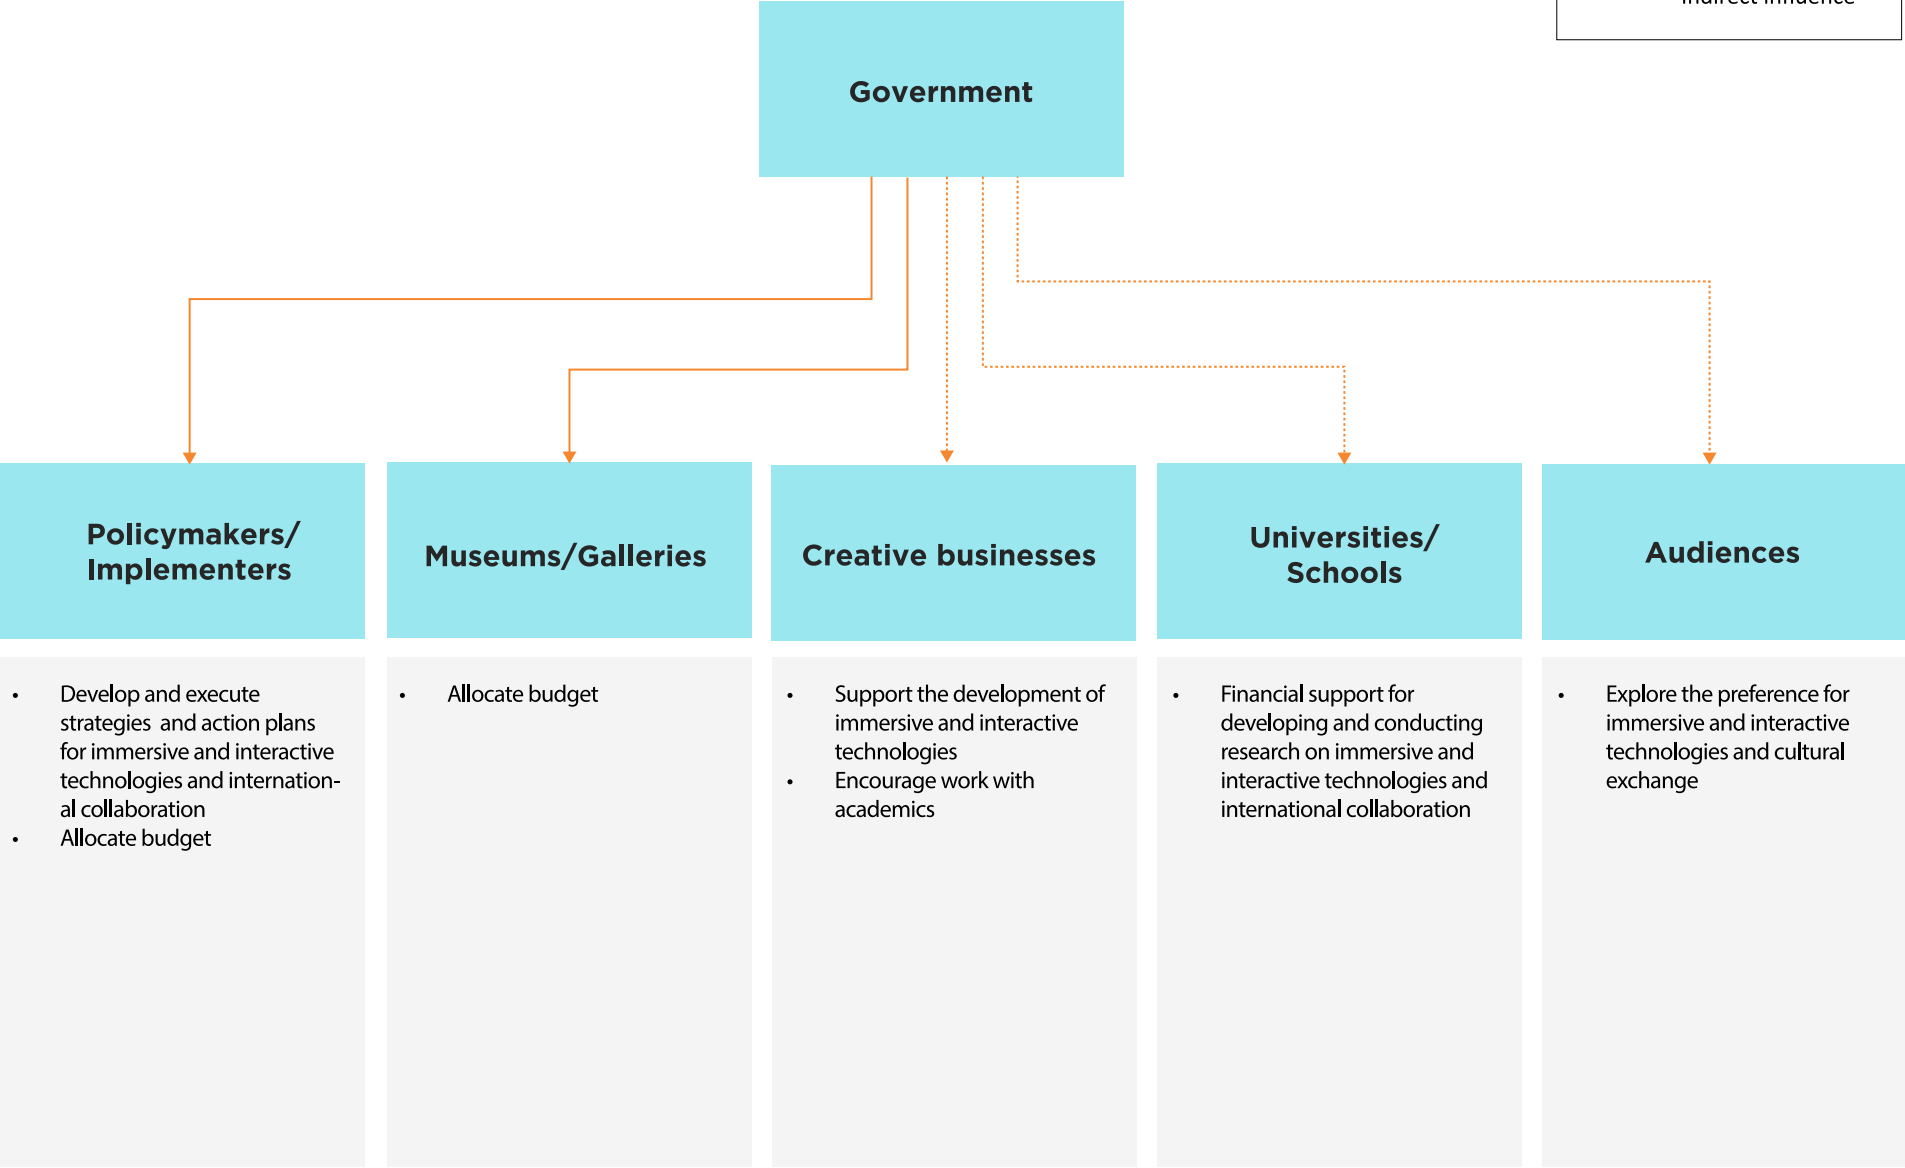 Indirect influence
Government
Policymakers/
Implementers
Museums/Galleries
Creative businesses
Universities/
Schools
Audiences
• Develop and execute
strategies and action plans
for immersive and interactive
technologies and internation-
al collaboration
• Allocate budget
• Allocate budget
• Support the development of
immersive and interactive
technologies
• Encourage work with
academics
• Financial support for
developing and conducting
research on immersive and
interactive technologies and
international collaboration
• Explore the preference for
immersive and interactive
technologies and cultural
exchange